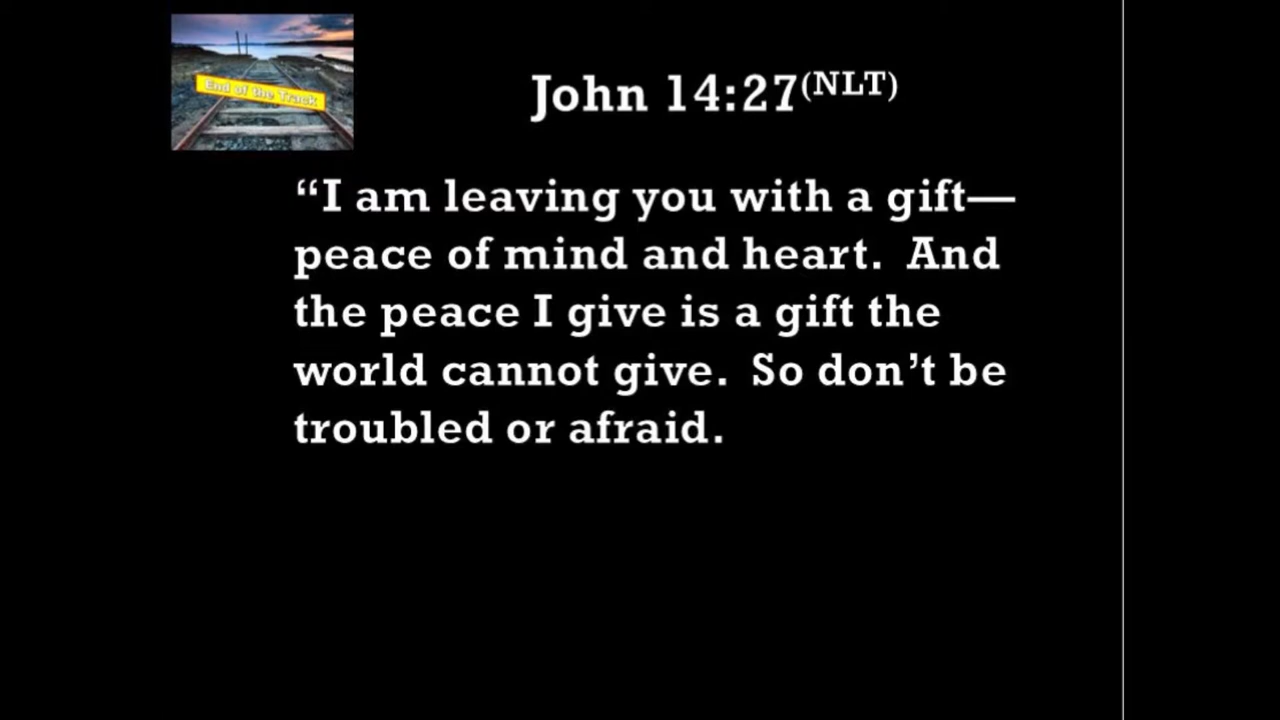 End of the Track
John 14:27(NLT)
“I am leaving you with a gift—
peace of mind and heart.  And
the peace I give is a gift the
world cannot give.  So don’t be
troubled or afraid.